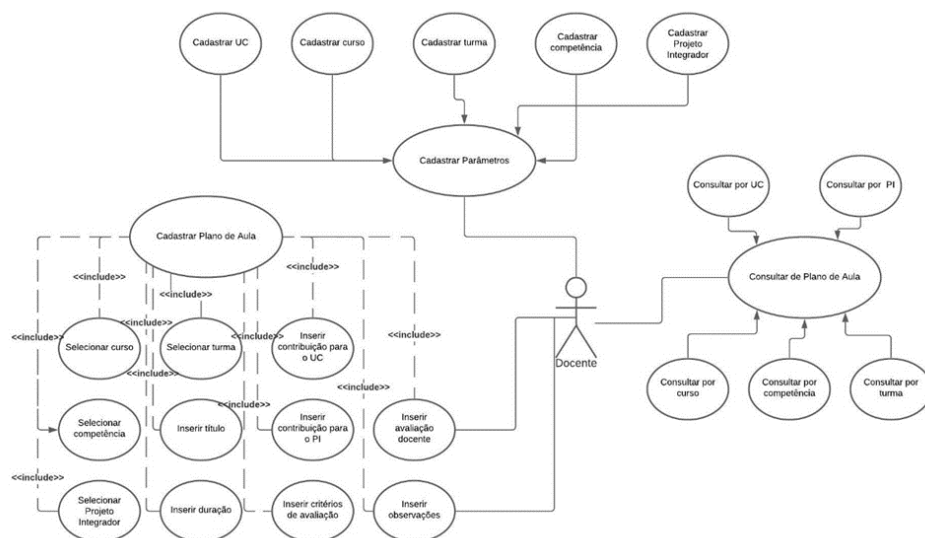 Cadastrar UC
Cadastrar curso
Cadastrar turma
Cadastrar
competência
Cadastrar
Projeto
Integrador
Cadastrar Parâmetros
Consultar por UC
Consultar por PI
Cadastrar Plano de Aula
Consultar de Plano de Aula
<<include>>
<<include>>
<<include>>
<<include>>
<<include>>
<<include>>
<<include>>
Selecionar curso
Selecionar turma
Inserir
contribuição para
o UC
Docente
<<include>>
<<include>>
<<include>>
Consultar por
curso
Consultar por
competência
Consultar por
turma
Selecionar
competência
Inserir título
Inserir
contribuição para
o PI
Inserir
avaliação
docente
<<include>>
<<include>>
Selecionar
Projeto
Integrador
Inserir duração
Inserir critérios
de avaliação
Inserir
observações